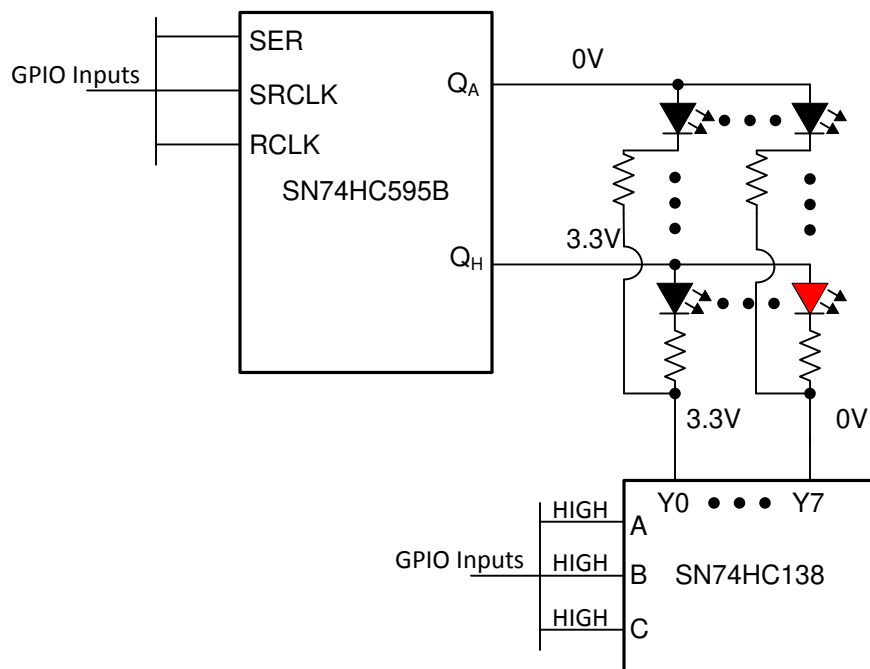 SER
GPIO Inputs
SRCLK
RCLK
SN74HC595B
QA
0V
QH
3.3V
3.3V
0V
Y0
Y7
HIGH
A
GPIO Inputs
HIGH
B
SN74HC138
HIGH
C